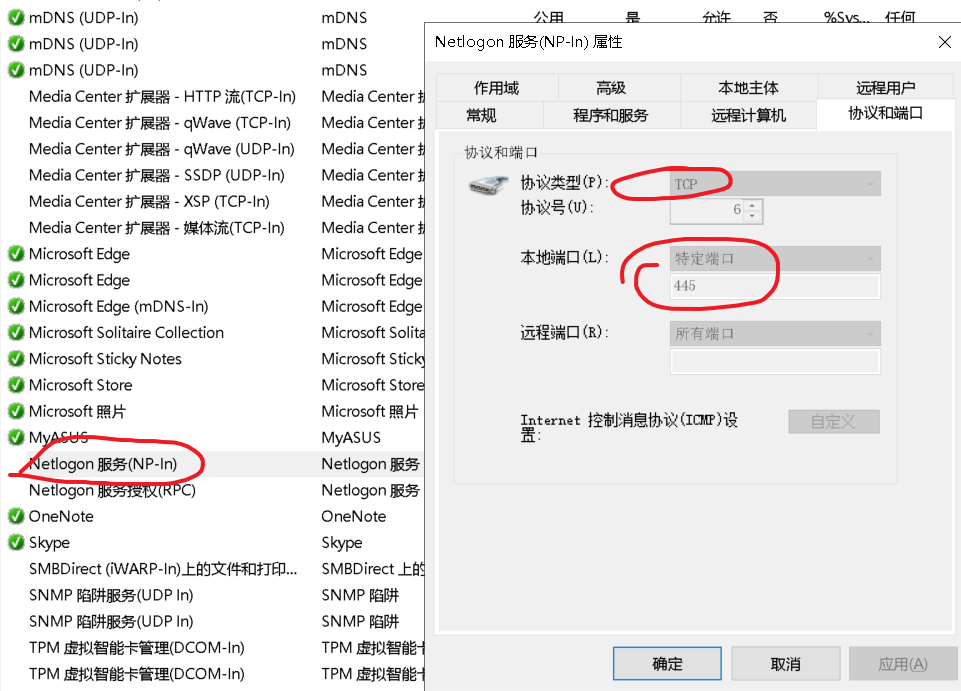 mDNS (UDP-In) mDNS 公用 是 允许 否 %Sys... 任何
mDNS (UDP-In) mDNS
mDNS (UDP-In) mDNS
Media Center 扩展器 - HTTP 流(TCP-In) Media Center
Media Center 扩展器 - qWave (TCP-In) Media Center
Media Center 扩展器 - qWave (UDP-In) Media Center
Media Center 扩展器 - SSDP (UDP-In) Media Center
Media Center 扩展器 - XSP (TCP-In) Media Center
Media Center 扩展器 - 媒体流(TCP-In) Media Center
Microsoft Edge Microsoft Edge
Microsoft Edge Microsoft Edge
Microsoft Edge (mDNS-In) Microsoft Edge
Microsoft Solitaire Collection Microsoft Solita
Microsoft Sticky Notes Microsoft Sticky
Microsoft Store Microsoft Store
Microsoft 照片 Microsoft 照片
MyASUS MyASUS
Netlogon 服务(NP-In) Netlogon 服务
Netlogon 服务授权(RPC) Netlogon 服务
OneNote OneNote
Skype Skype
SMBDirect (iWARP-In)上的文件和打印... SMBDirect 上的
SNMP 陷阱服务(UDP In) SNMP 陷阱
SNMP 陷阱服务(UDP In) SNMP 陷阱
TPM 虚拟智能卡管理(DCOM-In) TPM 虚拟智能卡
TPM 虚拟智能卡管理(DCOM-In) TPM 虚拟智能卡
Netlogon 服务(NP-In) 属性
作用域 高级 本地主体 远程用户
常规 程序和服务 远程计算机 协议和端口
协议和端口
协议类型(P): TCP
协议号(U): 6
本地端口(L): 特定端口
445
远程端口(R): 所有端口
Internet 控制消息协议(ICMP)设
置: 自定义
确定 取消 应用(A)